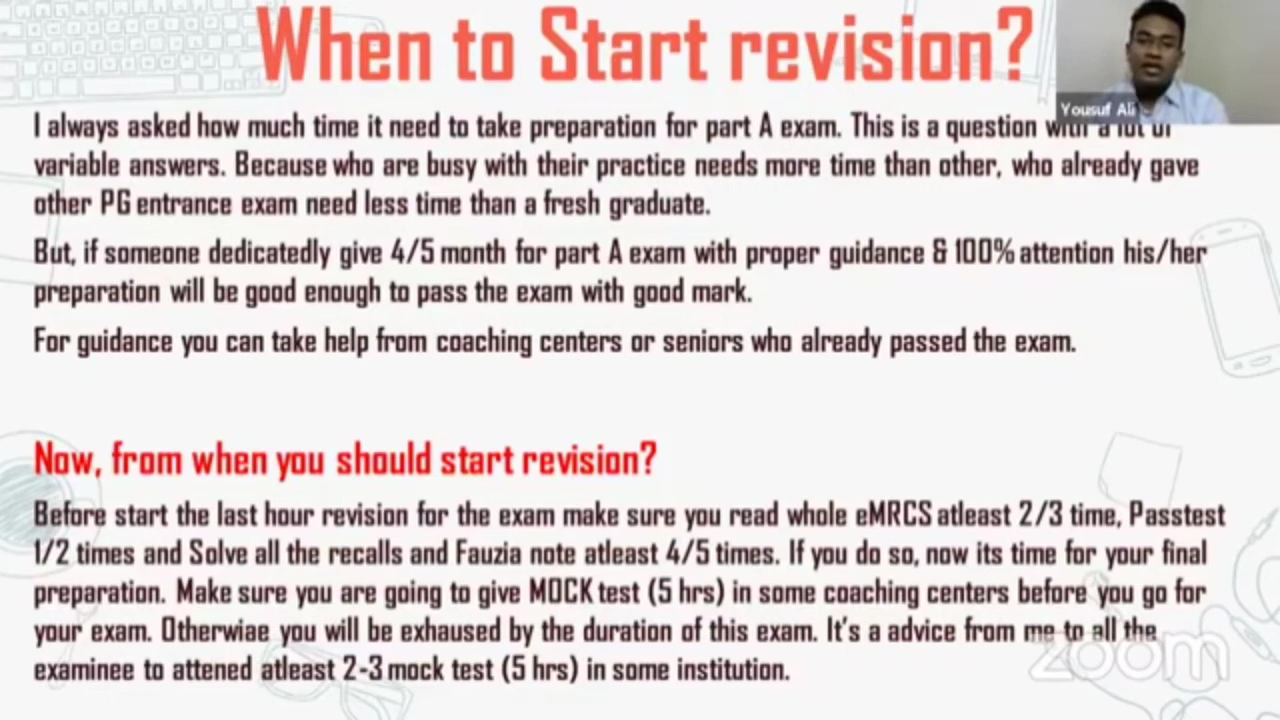 When to Start revision?
Yousuf Ali
I always asked how much time it need to take preparation for part A exam. This is a question with a lot of
variable answers. Because who are busy with their practice needs more time than other, who already gave
other PG entrance exam need less time than a fresh graduate.
But, if someone dedicatedly give 4/5 month for part A exam with proper guidance & 100% attention his/her
preparation will be good enough to pass the exam with good mark.
For guidance you can take help from coaching centers or seniors who already passed the exam.
Now, from when you should start revision?
Before start the last hour revision for the exam make sure you read whole eMRCS atleast 2/3 time, Passtest
1/2 times and Solve all the recalls and Fauzia note atleast 4/5 times. If you do so, now its time for your final
preparation. Make sure you are going to give MOCK test (5 hrs) in some coaching centers before you go for
your exam. Otherwiae you will be exhaused by the duration of this exam. It's a advice from me to all the
examinee to attened atleast 2-3 mock test (5 hrs) in some institution.
zoom